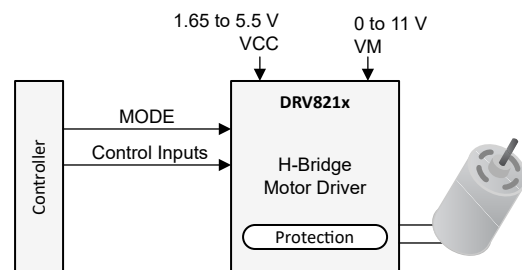 1.65 to 5.5 V
VCC
0 to 11 V
VM
DRV821x
MODE
Control Inputs
Controller
H-Bridge
Motor Driver
Protection